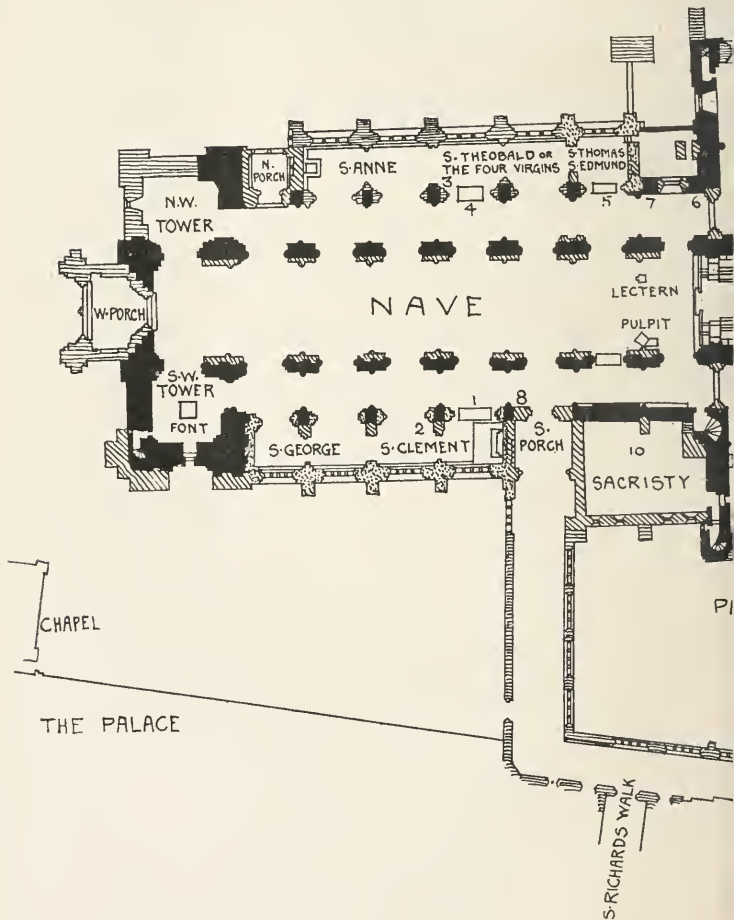 N.
PORCH
S. ANNE
S. THEOBALD OR
THE FOUR VIRGINS
S. THOMAS
S. EDMUND
3
4
5
7
6
N.W.
TOWER
W. PORCH
NAVE
LECTERN
PULPIT
S.W.
TOWER
FONT
S. GEORGE
2
S. CLEMENT
1
8
S.
PORCH
10
SACRISTY
CHAPEL
THE PALACE
PI
S. RICHARDS WALK